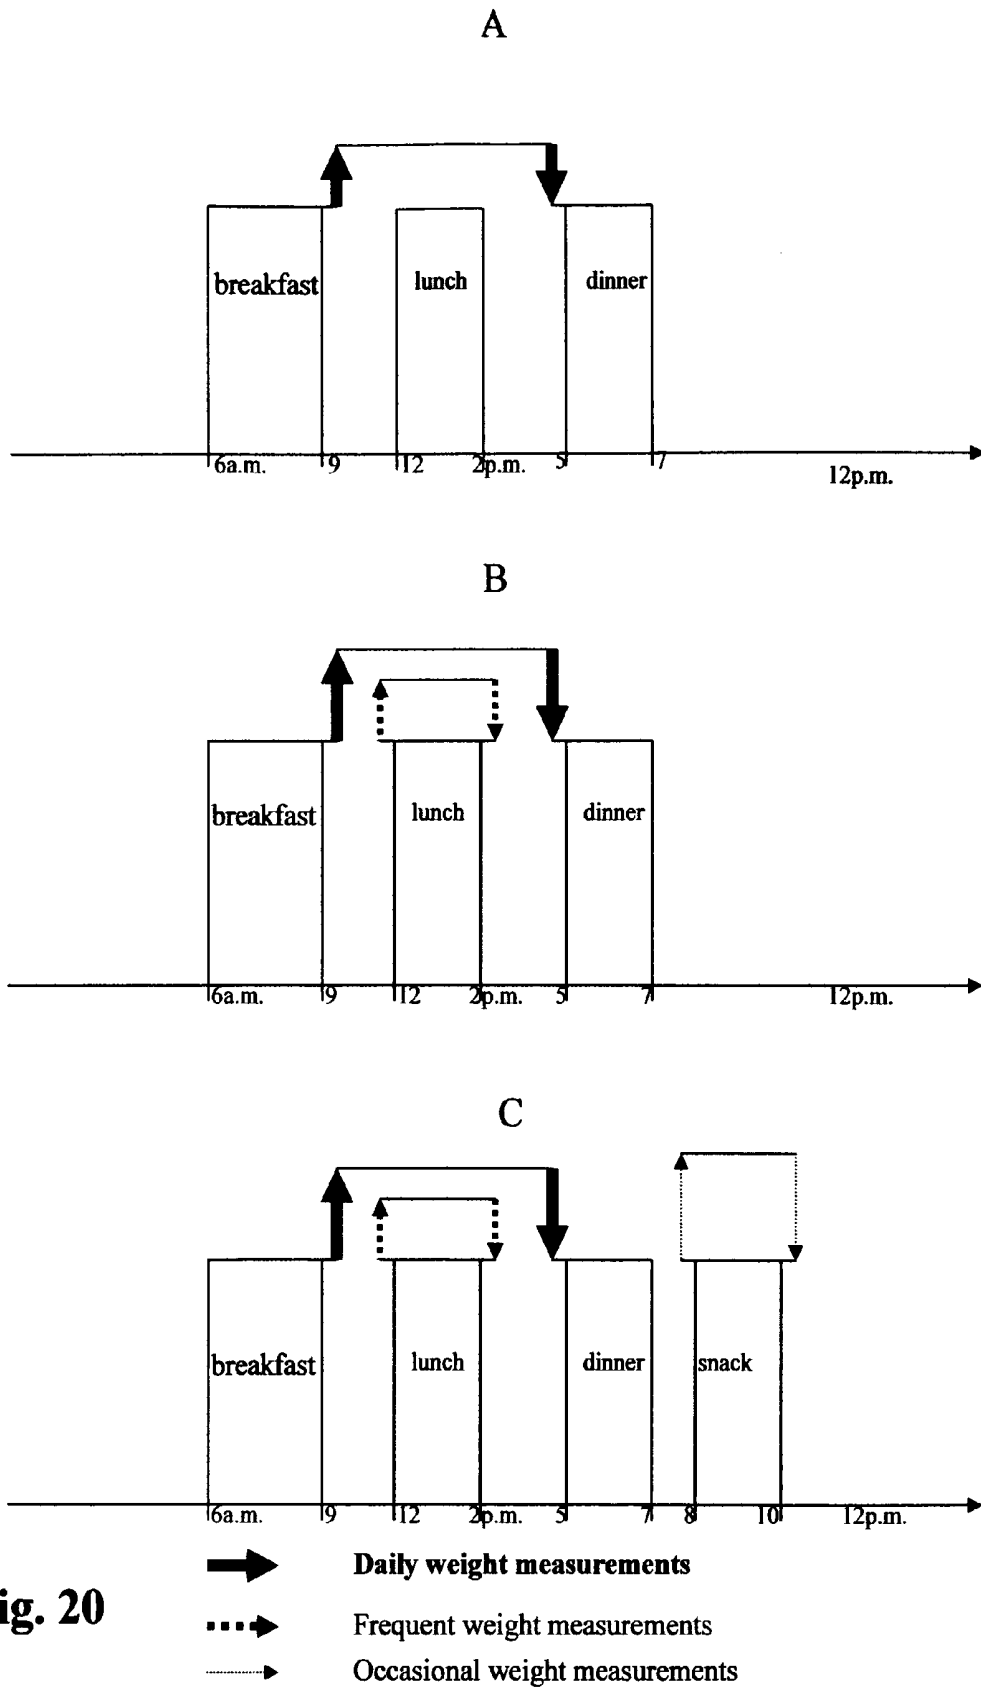 A
breakfast lunch dinner
6a.m. 9 12 2p.m. 5 7 12p.m.
B
breakfast lunch dinner
6a.m. 9 12 2p.m. 5 7 12p.m.
C
breakfast lunch dinner snack
6a.m. 9 12 2p.m. 5 7 8 10 12p.m.
Daily weight measurements
ig. 20
Frequent weight measurements
Occasional weight measurements